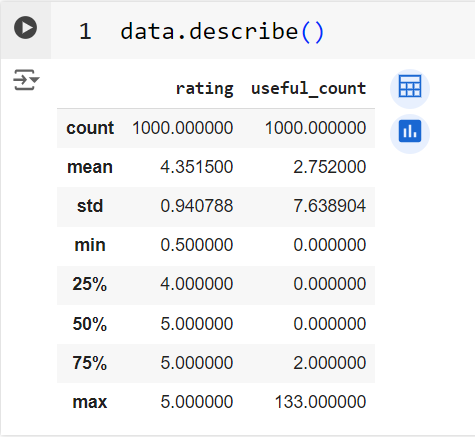 1 data.describe()
rating useful_count
count 1000.000000 1000.000000
mean 4.351500 2.752000
std 0.940788 7.638904
min 0.500000 0.000000
25% 4.000000 0.000000
50% 5.000000 0.000000
75% 5.000000 2.000000
max 5.000000 133.000000